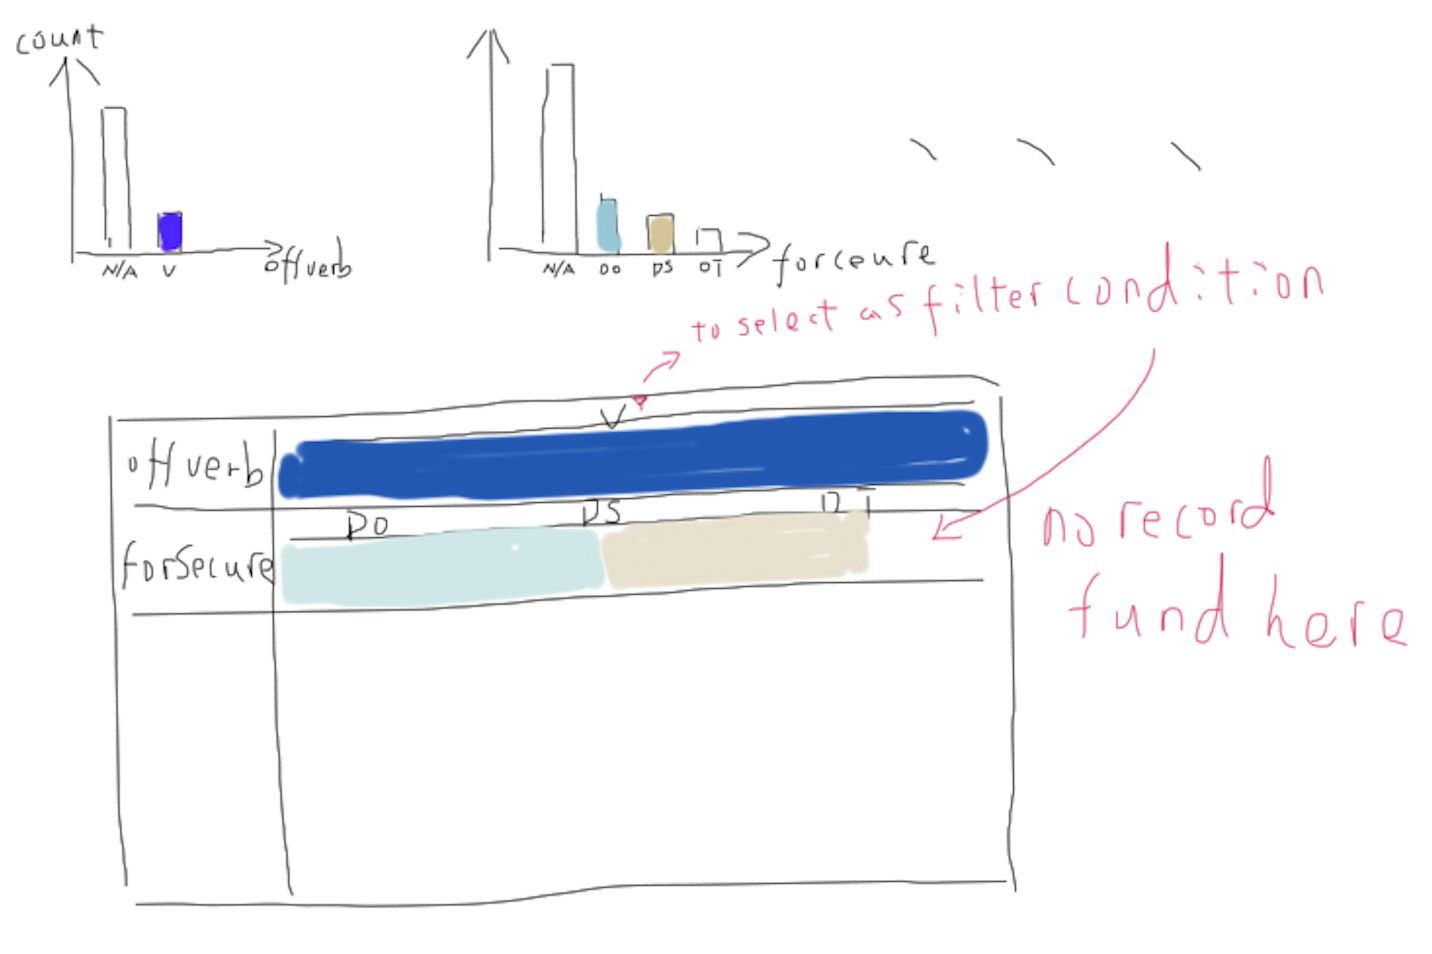 count
N/A V offverb
N/A DO DS OT forceure
to select as filter condition
V
offverb
DO DS OT
forSecure
no record
fund here